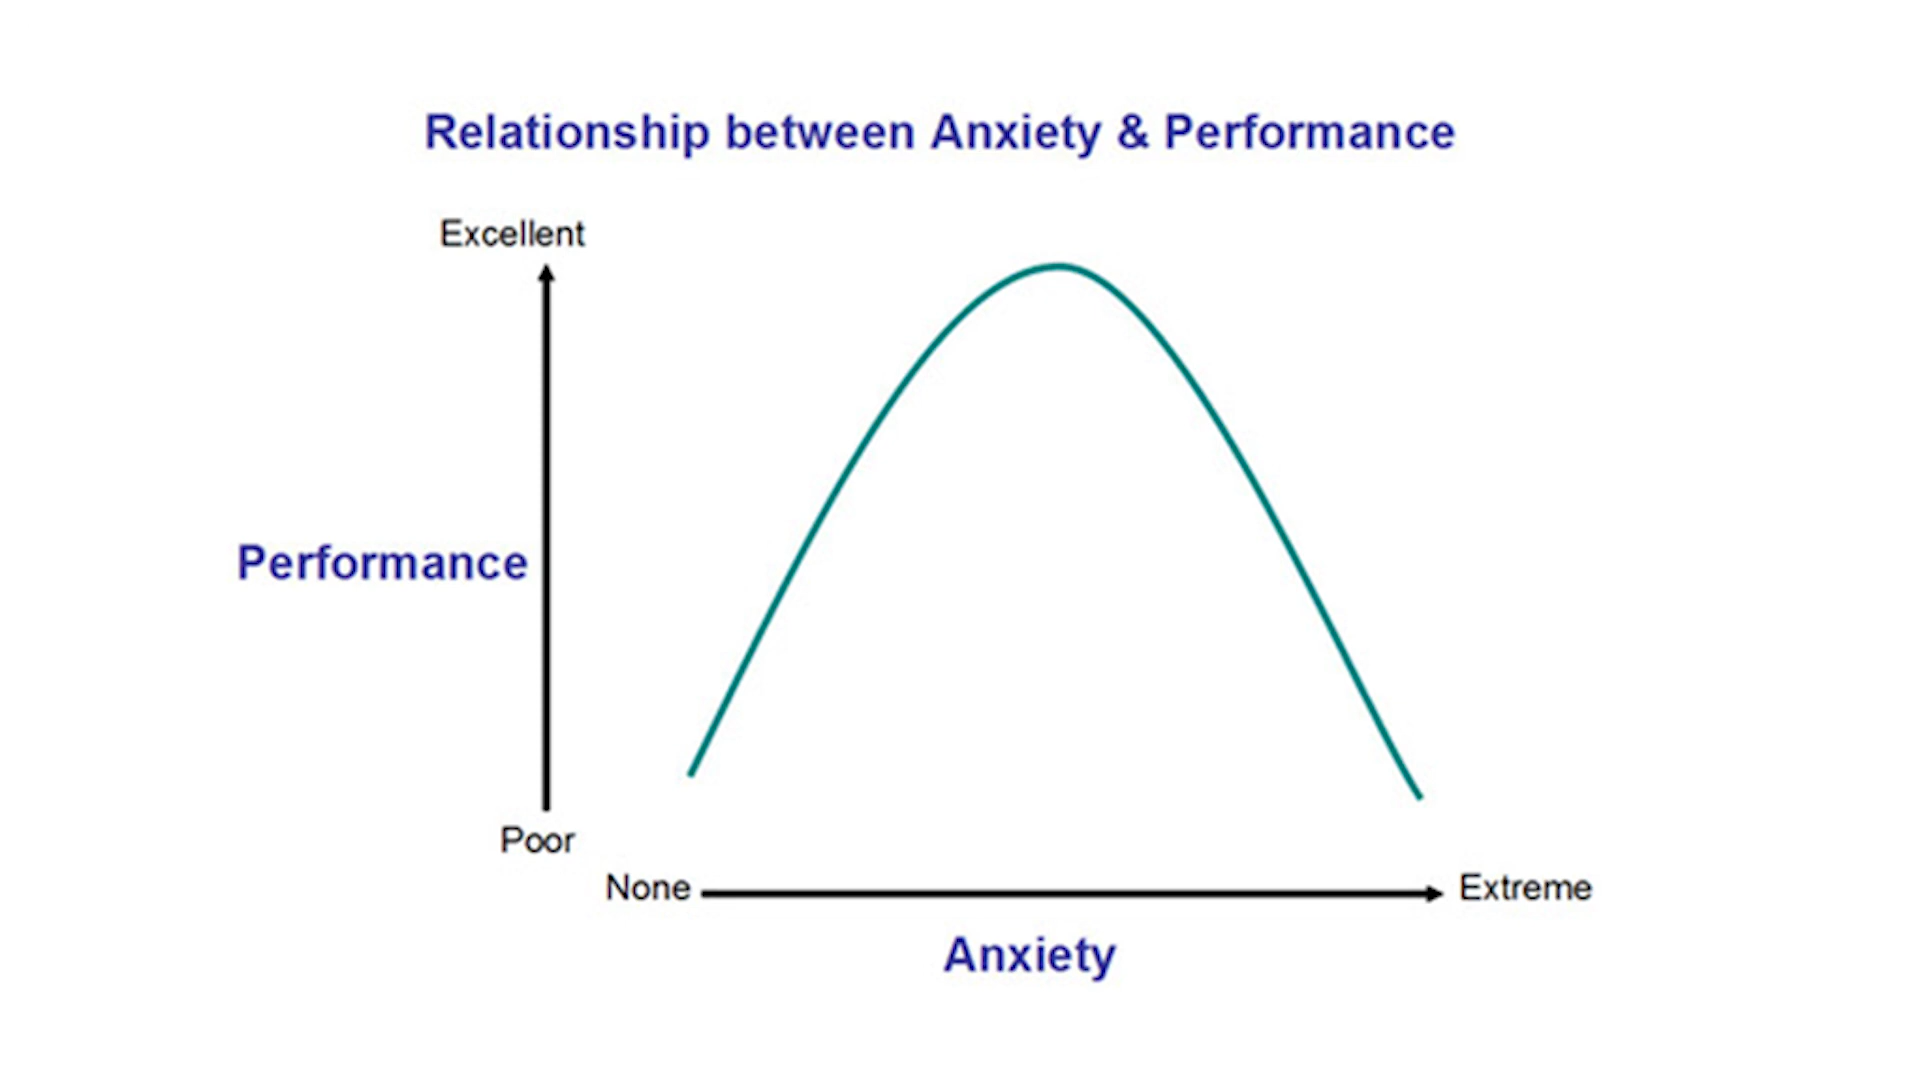 Relationship between Anxiety & Performance
Excellent
Performance
Poor
None
Extreme
Anxiety